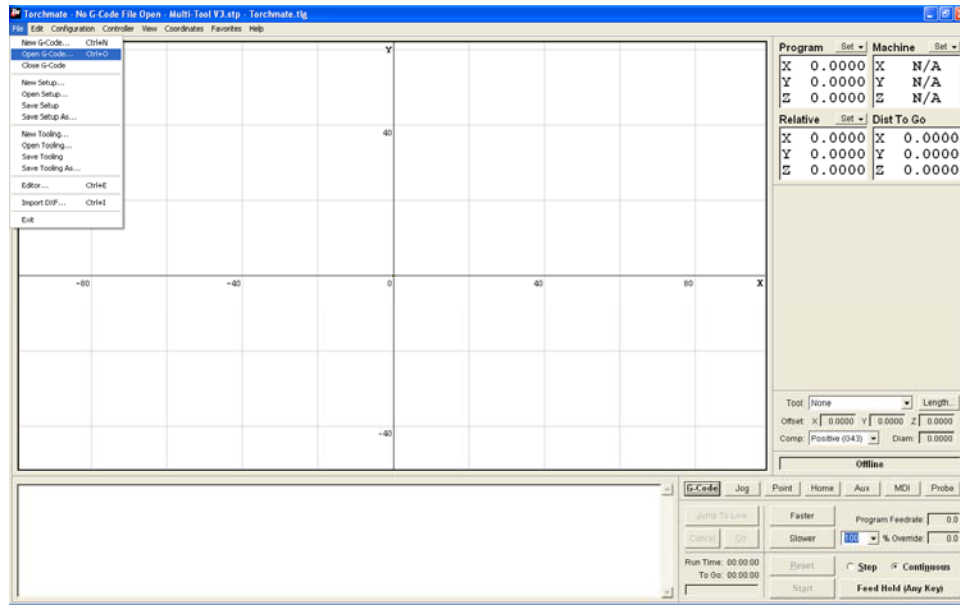 Torchmate - No G-Code File Open - Multi-Tool V3.stp - Torchmate.tlg
File Edit Configuration Controller View Coordinates Favorites Help
New G-Code... Ctrl+N
Open G-Code... Ctrl+O
Close G-Code
New Setup...
Open Setup...
Save Setup
Save Setup As...
New Tooling...
Open Tooling...
Save Tooling
Save Tooling As...
Editor... Ctrl+E
Import DXF... Ctrl+I
Exit
Y
40
-80 -40 0 40 80 X
-40
Program Set Machine Set
X 0.0000 X N/A
Y 0.0000 Y N/A
Z 0.0000 Z N/A
Relative Set Dist To Go
X 0.0000 X 0.0000
Y 0.0000 Y 0.0000
Z 0.0000 Z 0.0000
Tool: None Length...
Offset: X 0.0000 Y 0.0000 Z 0.0000
Comp: Positive (G43) Diam: 0.0000
Offline
G-Code Jog Point Home Aux MDI Probe
Jump To Line Faster Program Feedrate: 0.0
Cancel Go Slower 100 % Override: 0.0
Run Time: 00:00:00 Reset Step Contiguous
To Go: 00:00:00
Start Feed Hold (Any Key)